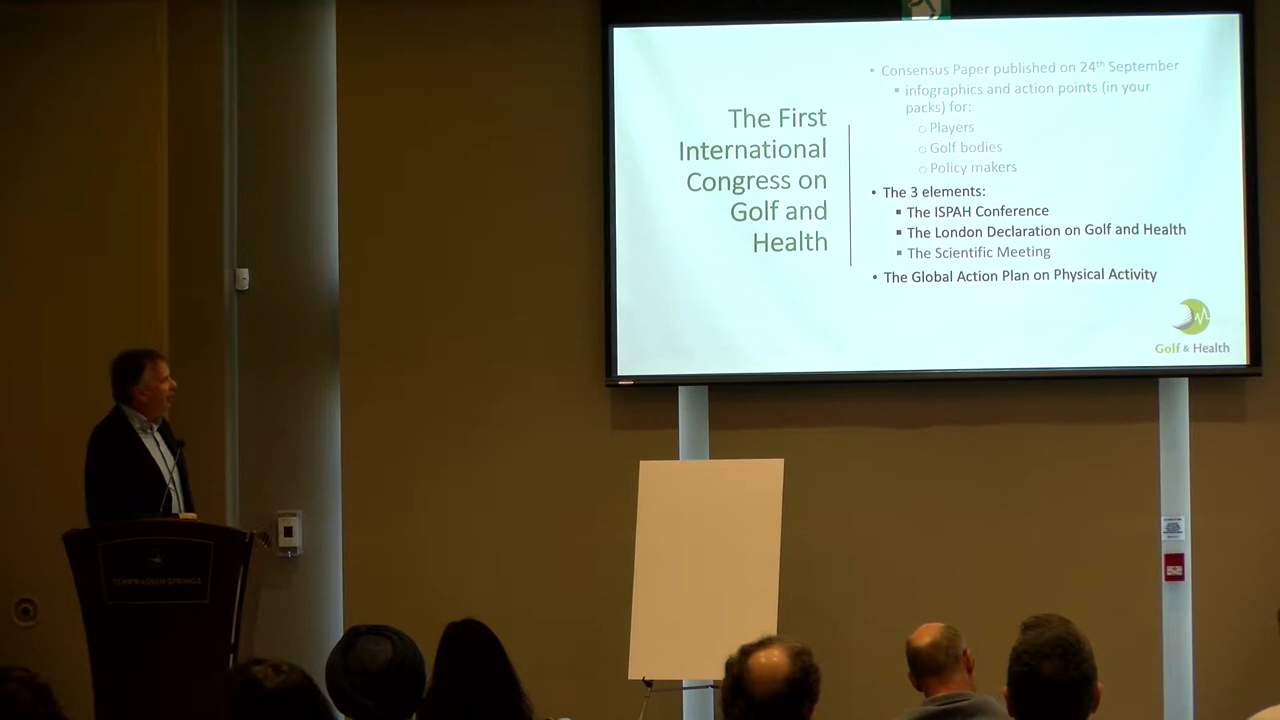 The First
International
Congress on
Golf and
Health
• Consensus Paper published on 24th September
▪ infographics and action points (in your
packs) for:
o Players
o Golf bodies
o Policy makers
• The 3 elements:
▪ The ISPAH Conference
▪ The London Declaration on Golf and Health
▪ The Scientific Meeting
• The Global Action Plan on Physical Activity
Golf & Health
TSAWWASSEN SPRINGS